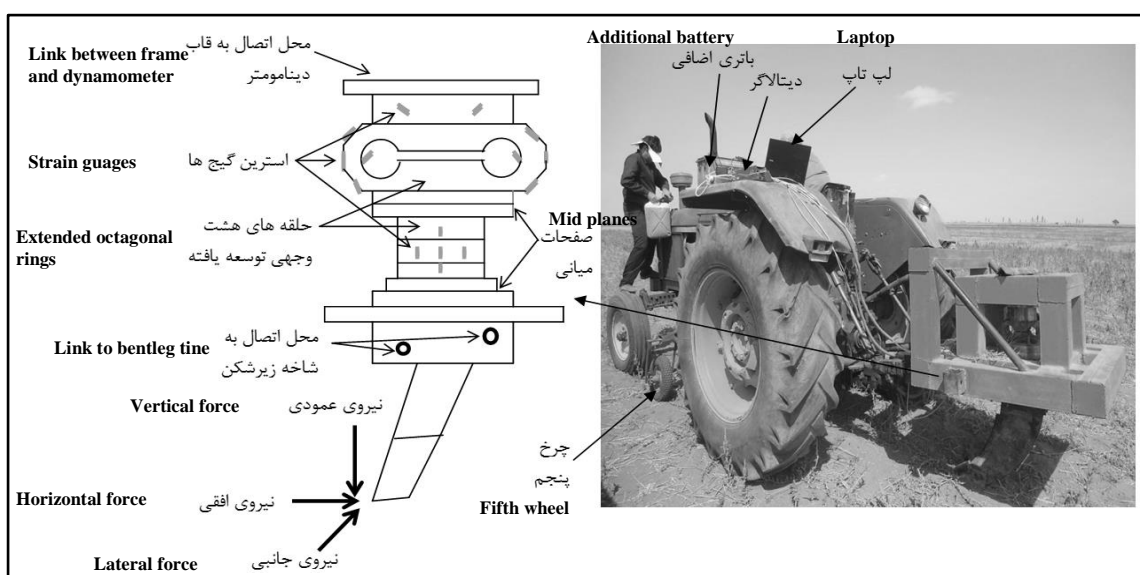 Link between frame
and dynamometer
محل اتصال به قاب
دینامومتر
Strain guages
استرین گیج ها
Extended octagonal
rings
حلقه های هشت
وجهی توسعه یافته
Mid planes
صفحات
میانی
Link to bentleg tine
محل اتصال به
شاخه زیرشکن
Vertical force
نیروی عمودی
Horizontal force
نیروی افقی
Lateral force
نیروی جانبی
Additional battery
باتری اضافی
دیتالاگر
Laptop
لپ تاپ
چرخ
پنجم
Fifth wheel